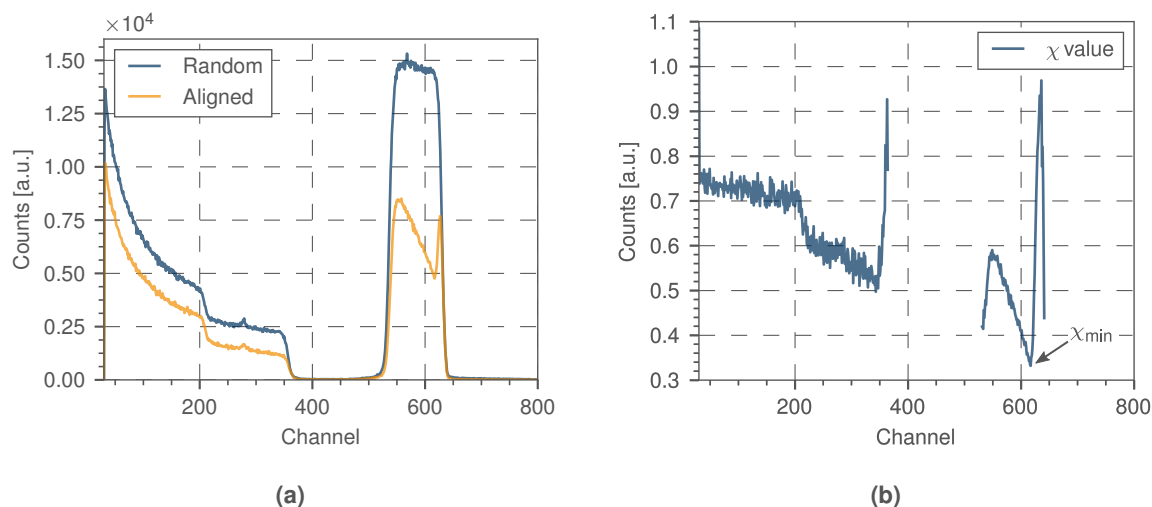 ×10⁴
1.50
1.25
1.00
0.75
0.50
0.25
0.00
Counts [a.u.]
Random
Aligned
200 400 600 800
Channel
(a)
1.1
1.0
0.9
0.8
0.7
0.6
0.5
0.4
0.3
Counts [a.u.]
χ value
χmin
200 400 600 800
Channel
(b)